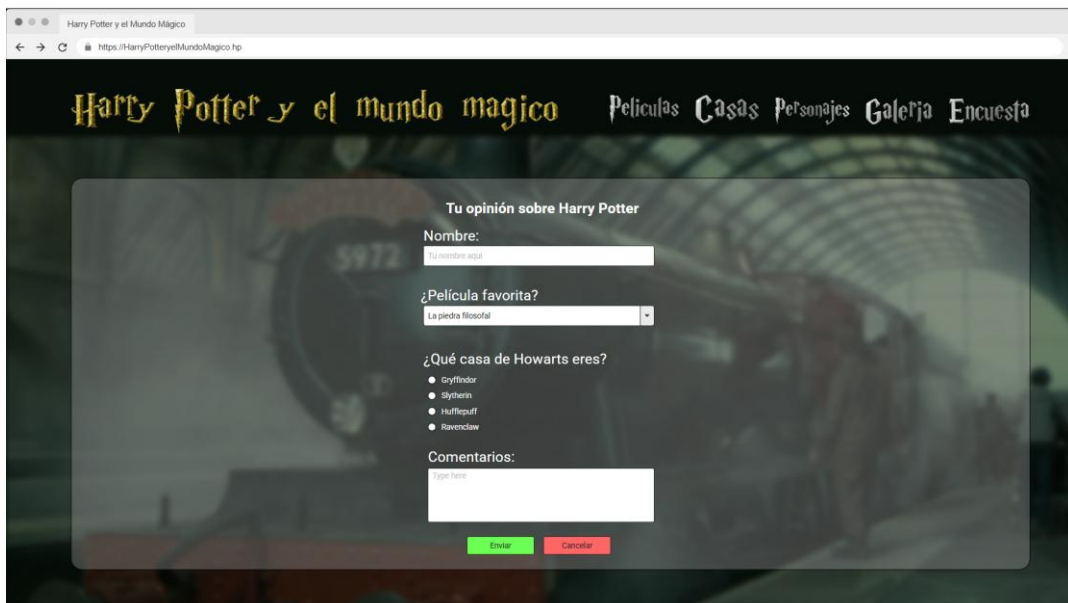 Harry Potter y el Mundo Mágico
https://HarryPotteryelMundoMagico.hp
Harry Potter y el mundo magico Peliculas Casas Personajes Galeria Encuesta
5972
Tu opinión sobre Harry Potter
Nombre:
Tu nombre aqui
¿Película favorita?
La piedra filosofal
¿Qué casa de Howarts eres?
Gryffindor
Slytherin
Hufflepuff
Ravenclaw
Comentarios:
Type here
Enviar Cancelar